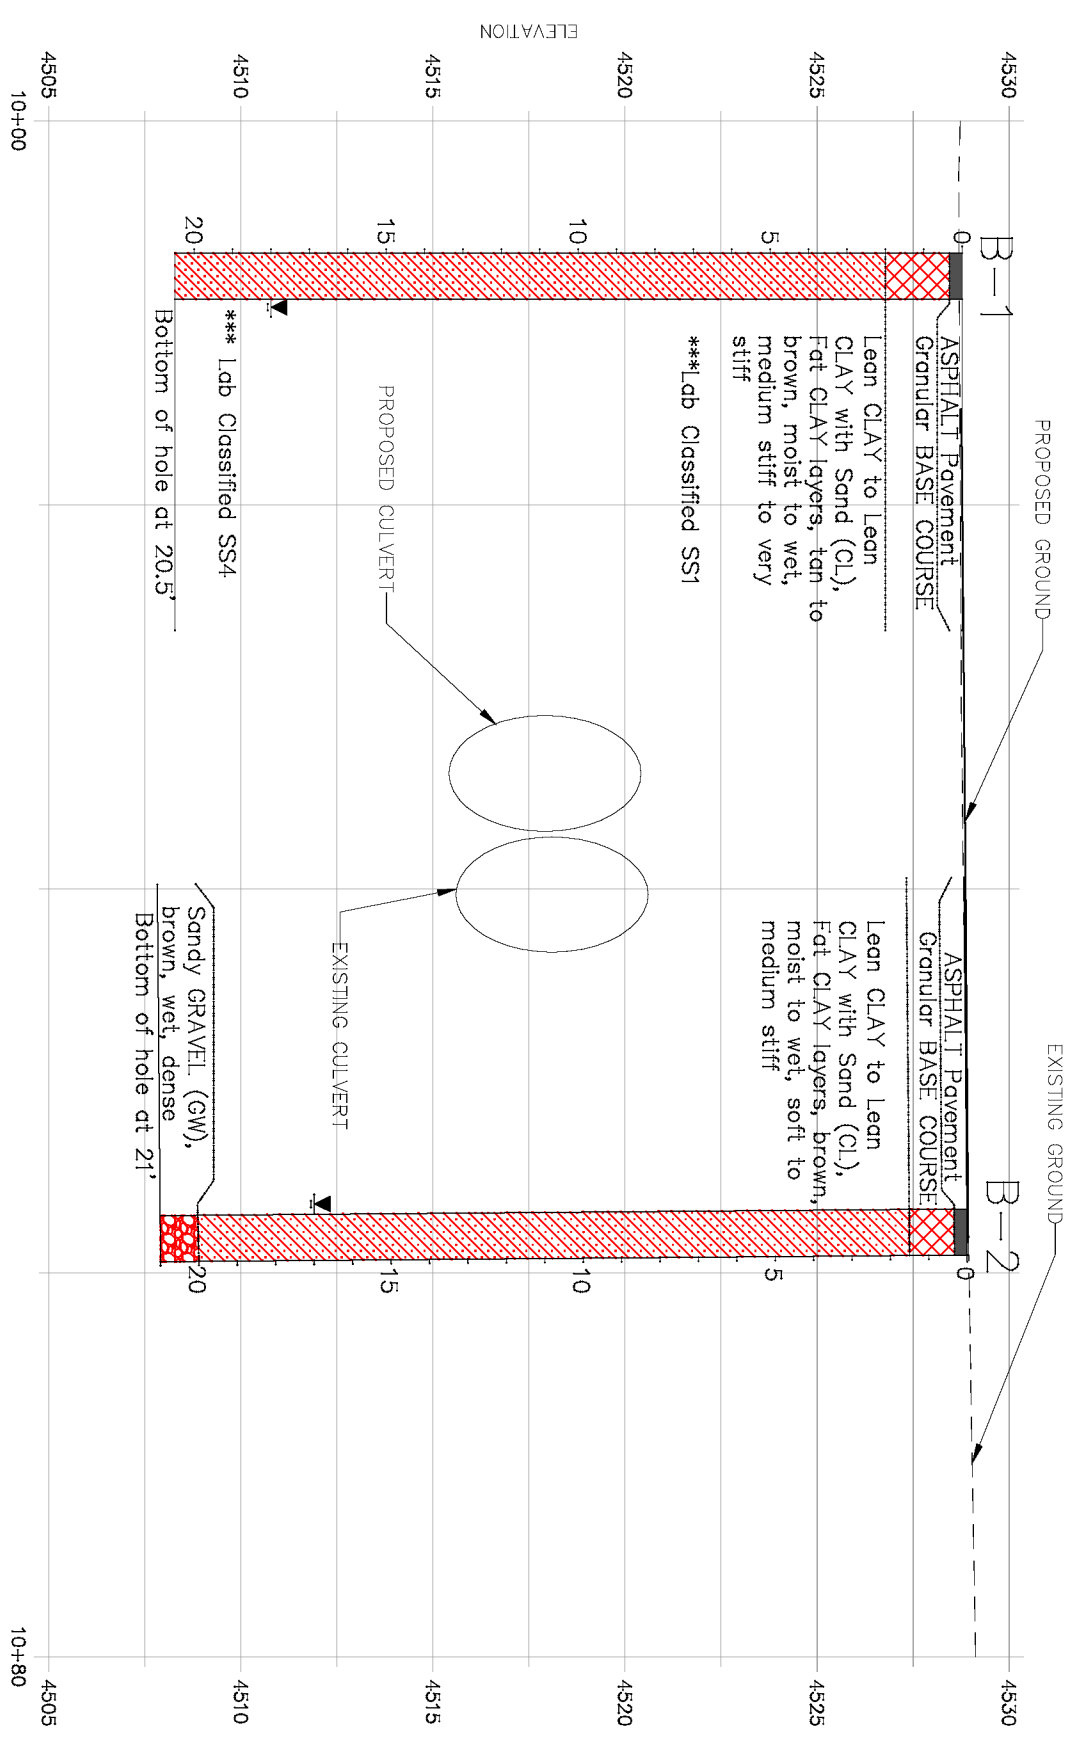 PROPOSED GROUND
EXISTING GROUND
B-1
B-2
ELEVATION
4530
4525
4520
4515
4510
4505
4530
4525
4520
4515
4510
4505
10+00
10+80
0
5
10
15
20
ASPHALT Pavement
Granular BASE COURSE
Lean CLAY to Lean
CLAY with Sand (CL),
Fat CLAY layers, tan to
brown, moist to wet,
medium stiff to very
stiff
***Lab Classified SS1
*** Lab Classified SS4
Bottom of hole at 20.5'
PROPOSED CULVERT
EXISTING CULVERT
ASPHALT Pavement
Granular BASE COURSE
Lean CLAY to Lean
CLAY with Sand (CL),
Fat CLAY layers, brown,
moist to wet, soft to
medium stiff
Sandy GRAVEL (GW),
brown, wet, dense
Bottom of hole at 21'
0
5
10
15
20